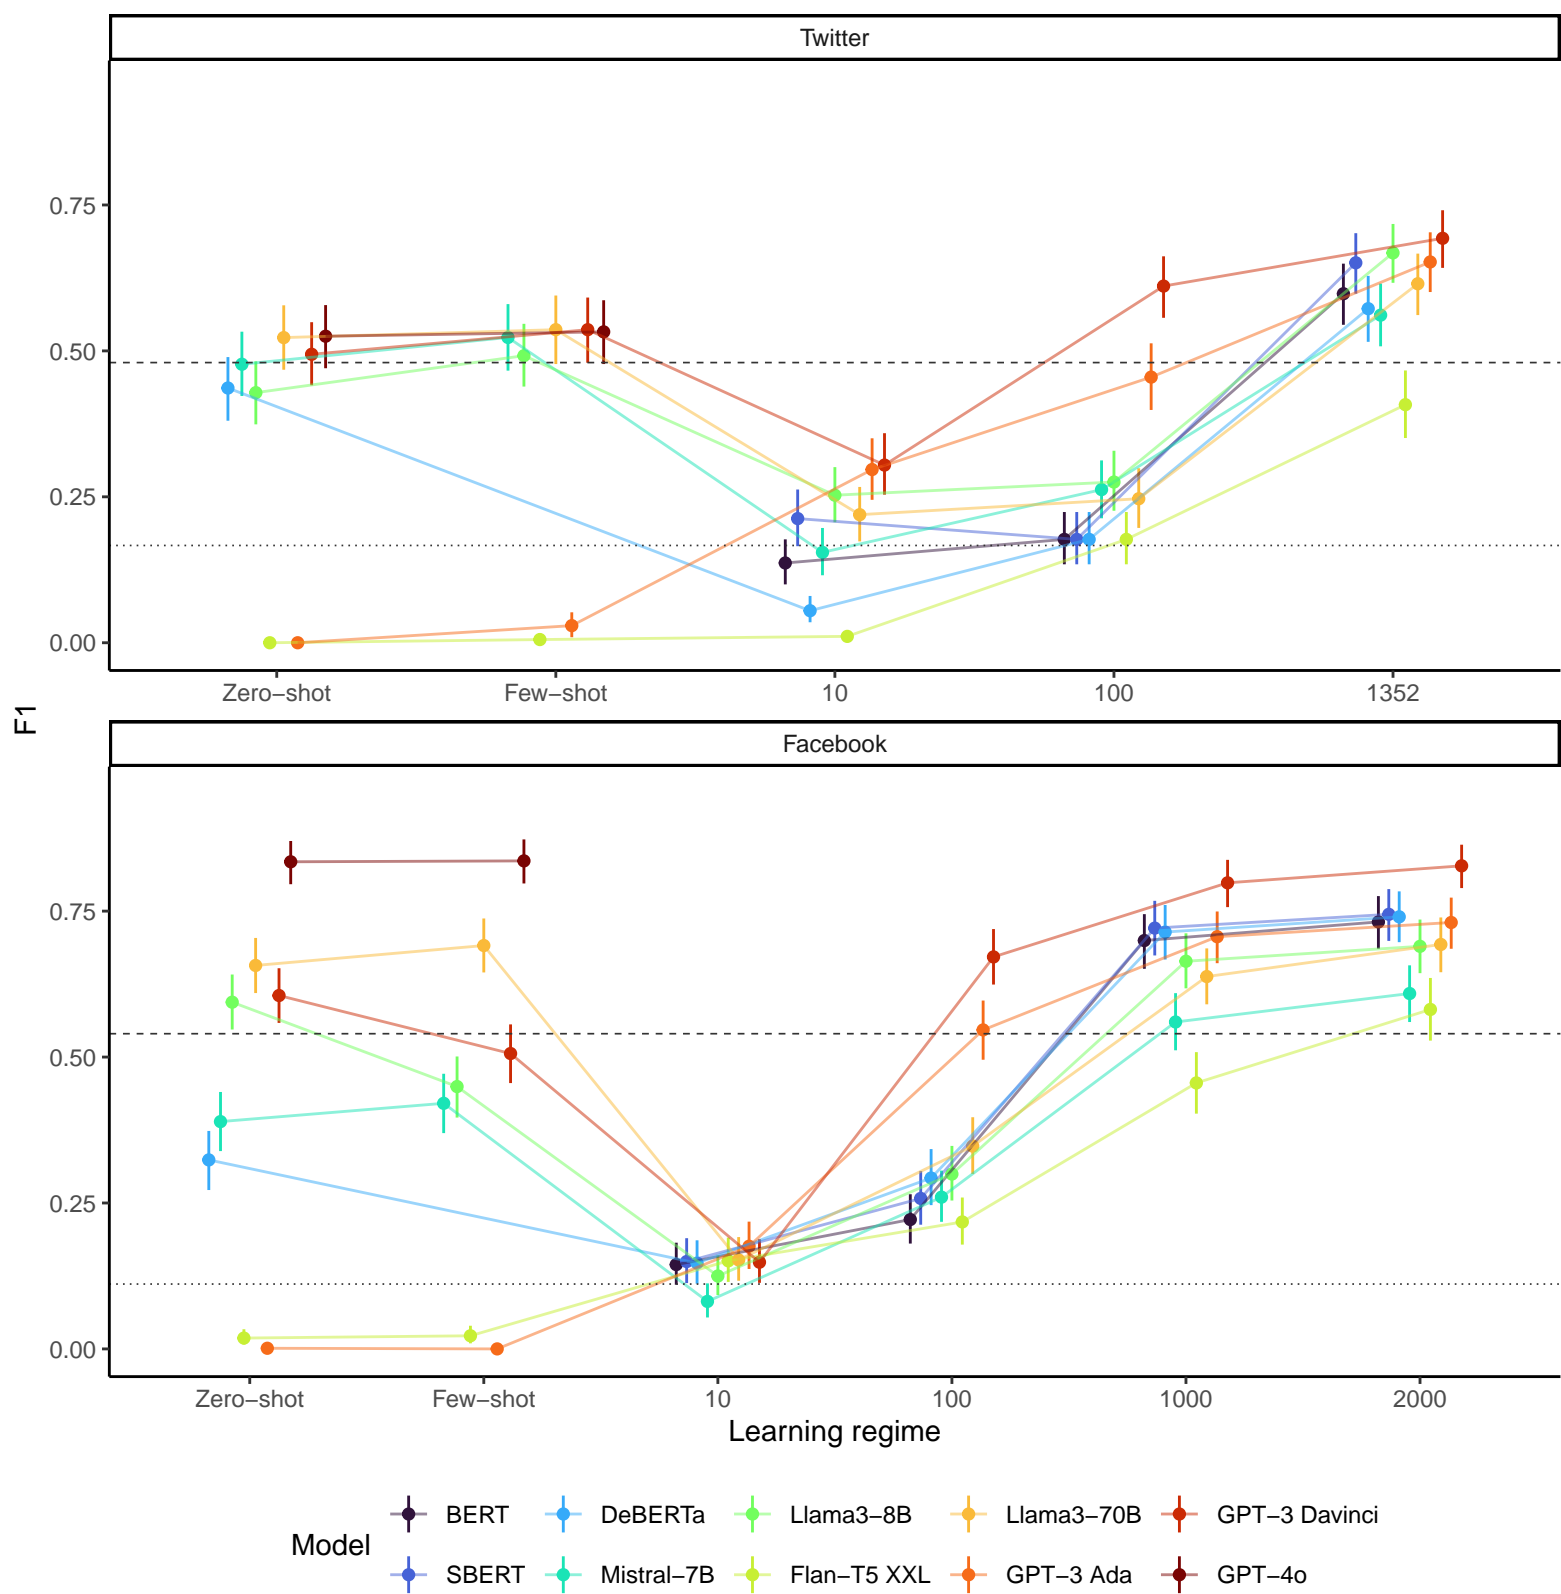 Twitter
0.75
0.50
0.25
0.00
Zero−shot Few−shot 10 100 1352
F1
Facebook
0.75
0.50
0.25
0.00
Zero−shot Few−shot 10 100 1000 2000
Learning regime
Model
BERT DeBERTa Llama3−8B Llama3−70B GPT−3 Davinci
SBERT Mistral−7B Flan−T5 XXL GPT−3 Ada GPT−4o